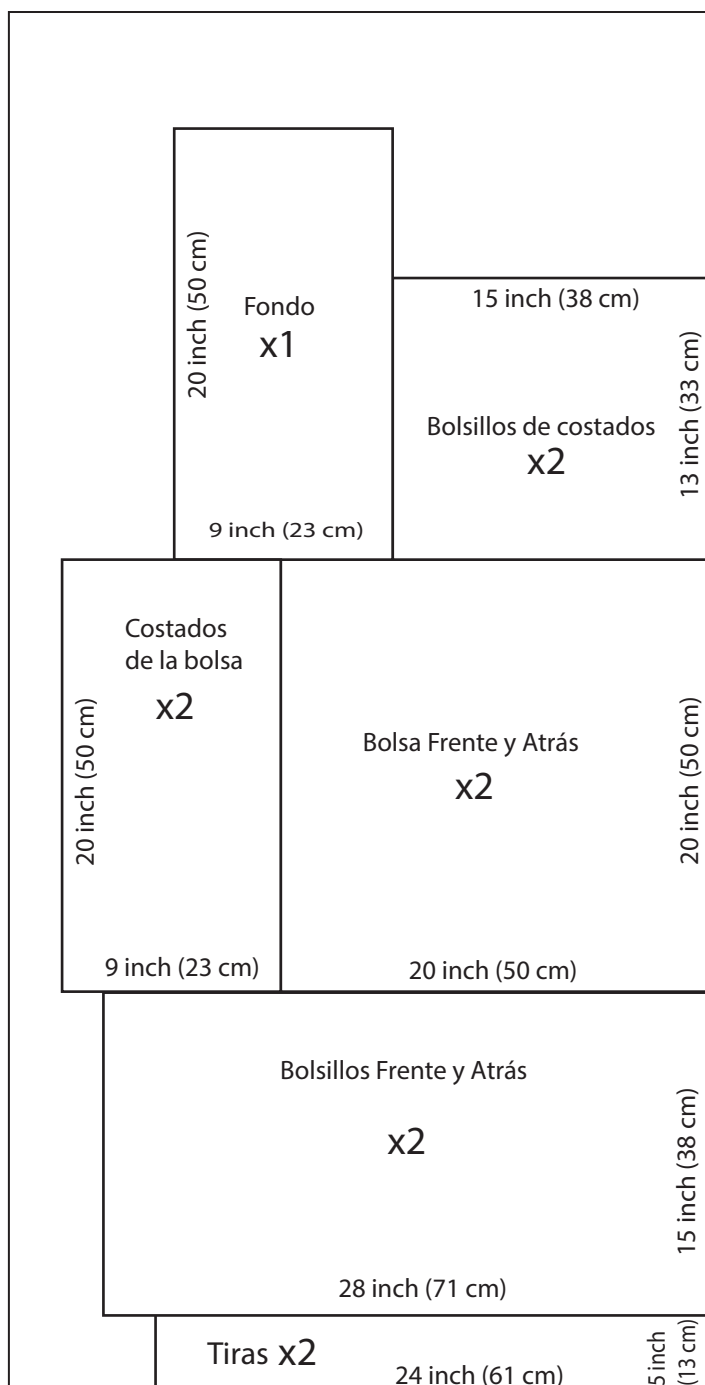 20 inch (50 cm)
Fondo
x1
9 inch (23 cm)
15 inch (38 cm)
Bolsillos de costados
x2
13 inch (33 cm)
Costados
de la bolsa
x2
20 inch (50 cm)
9 inch (23 cm)
Bolsa Frente y Atrás
x2
20 inch (50 cm)
20 inch (50 cm)
Bolsillos Frente y Atrás
x2
15 inch (38 cm)
28 inch (71 cm)
Tiras x2
24 inch (61 cm)
5 inch
(13 cm)